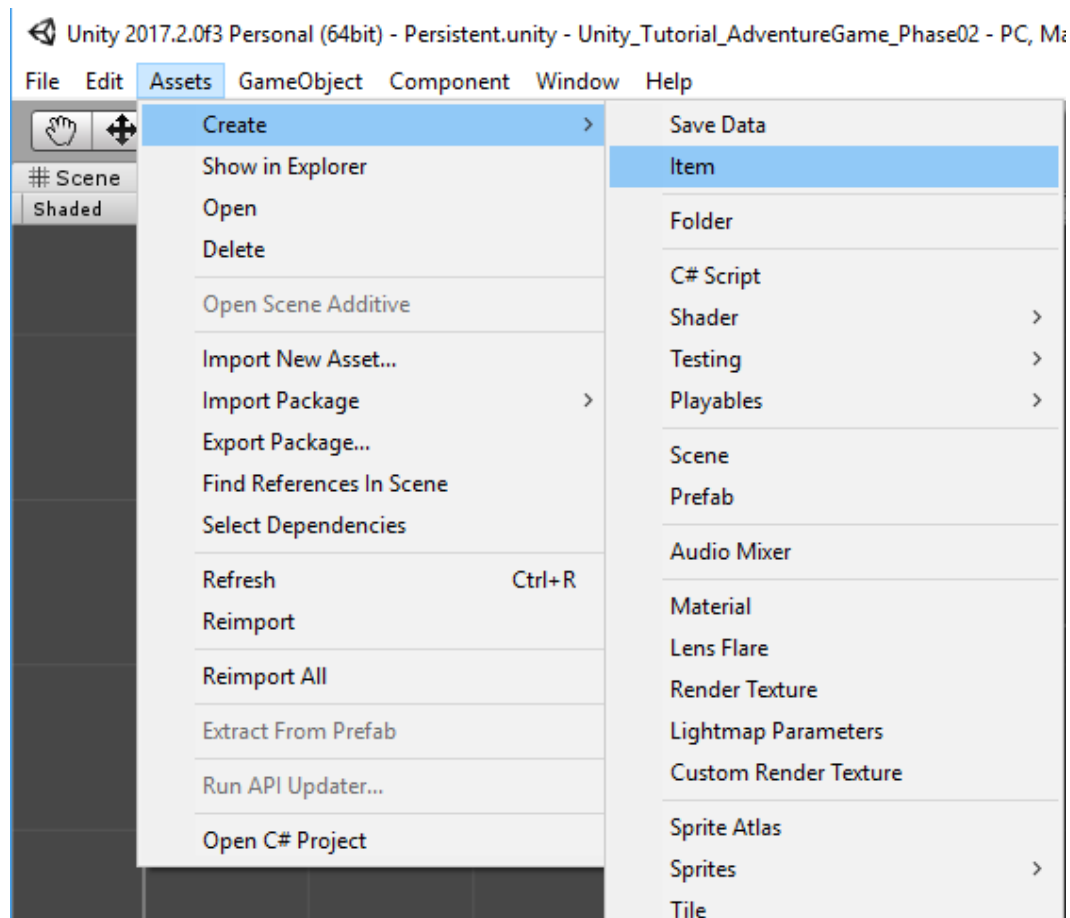 Unity 2017.2.0f3 Personal (64bit) - Persistent.unity - Unity_Tutorial_AdventureGame_Phase02 - PC, Ma
File Edit Assets GameObject Component Window Help
# Scene
Shaded
Create
Show in Explorer
Open
Delete
Open Scene Additive
Import New Asset...
Import Package
Export Package...
Find References In Scene
Select Dependencies
Refresh Ctrl+R
Reimport
Reimport All
Extract From Prefab
Run API Updater...
Open C# Project
Save Data
Item
Folder
C# Script
Shader
Testing
Playables
Scene
Prefab
Audio Mixer
Material
Lens Flare
Render Texture
Lightmap Parameters
Custom Render Texture
Sprite Atlas
Sprites
Tile